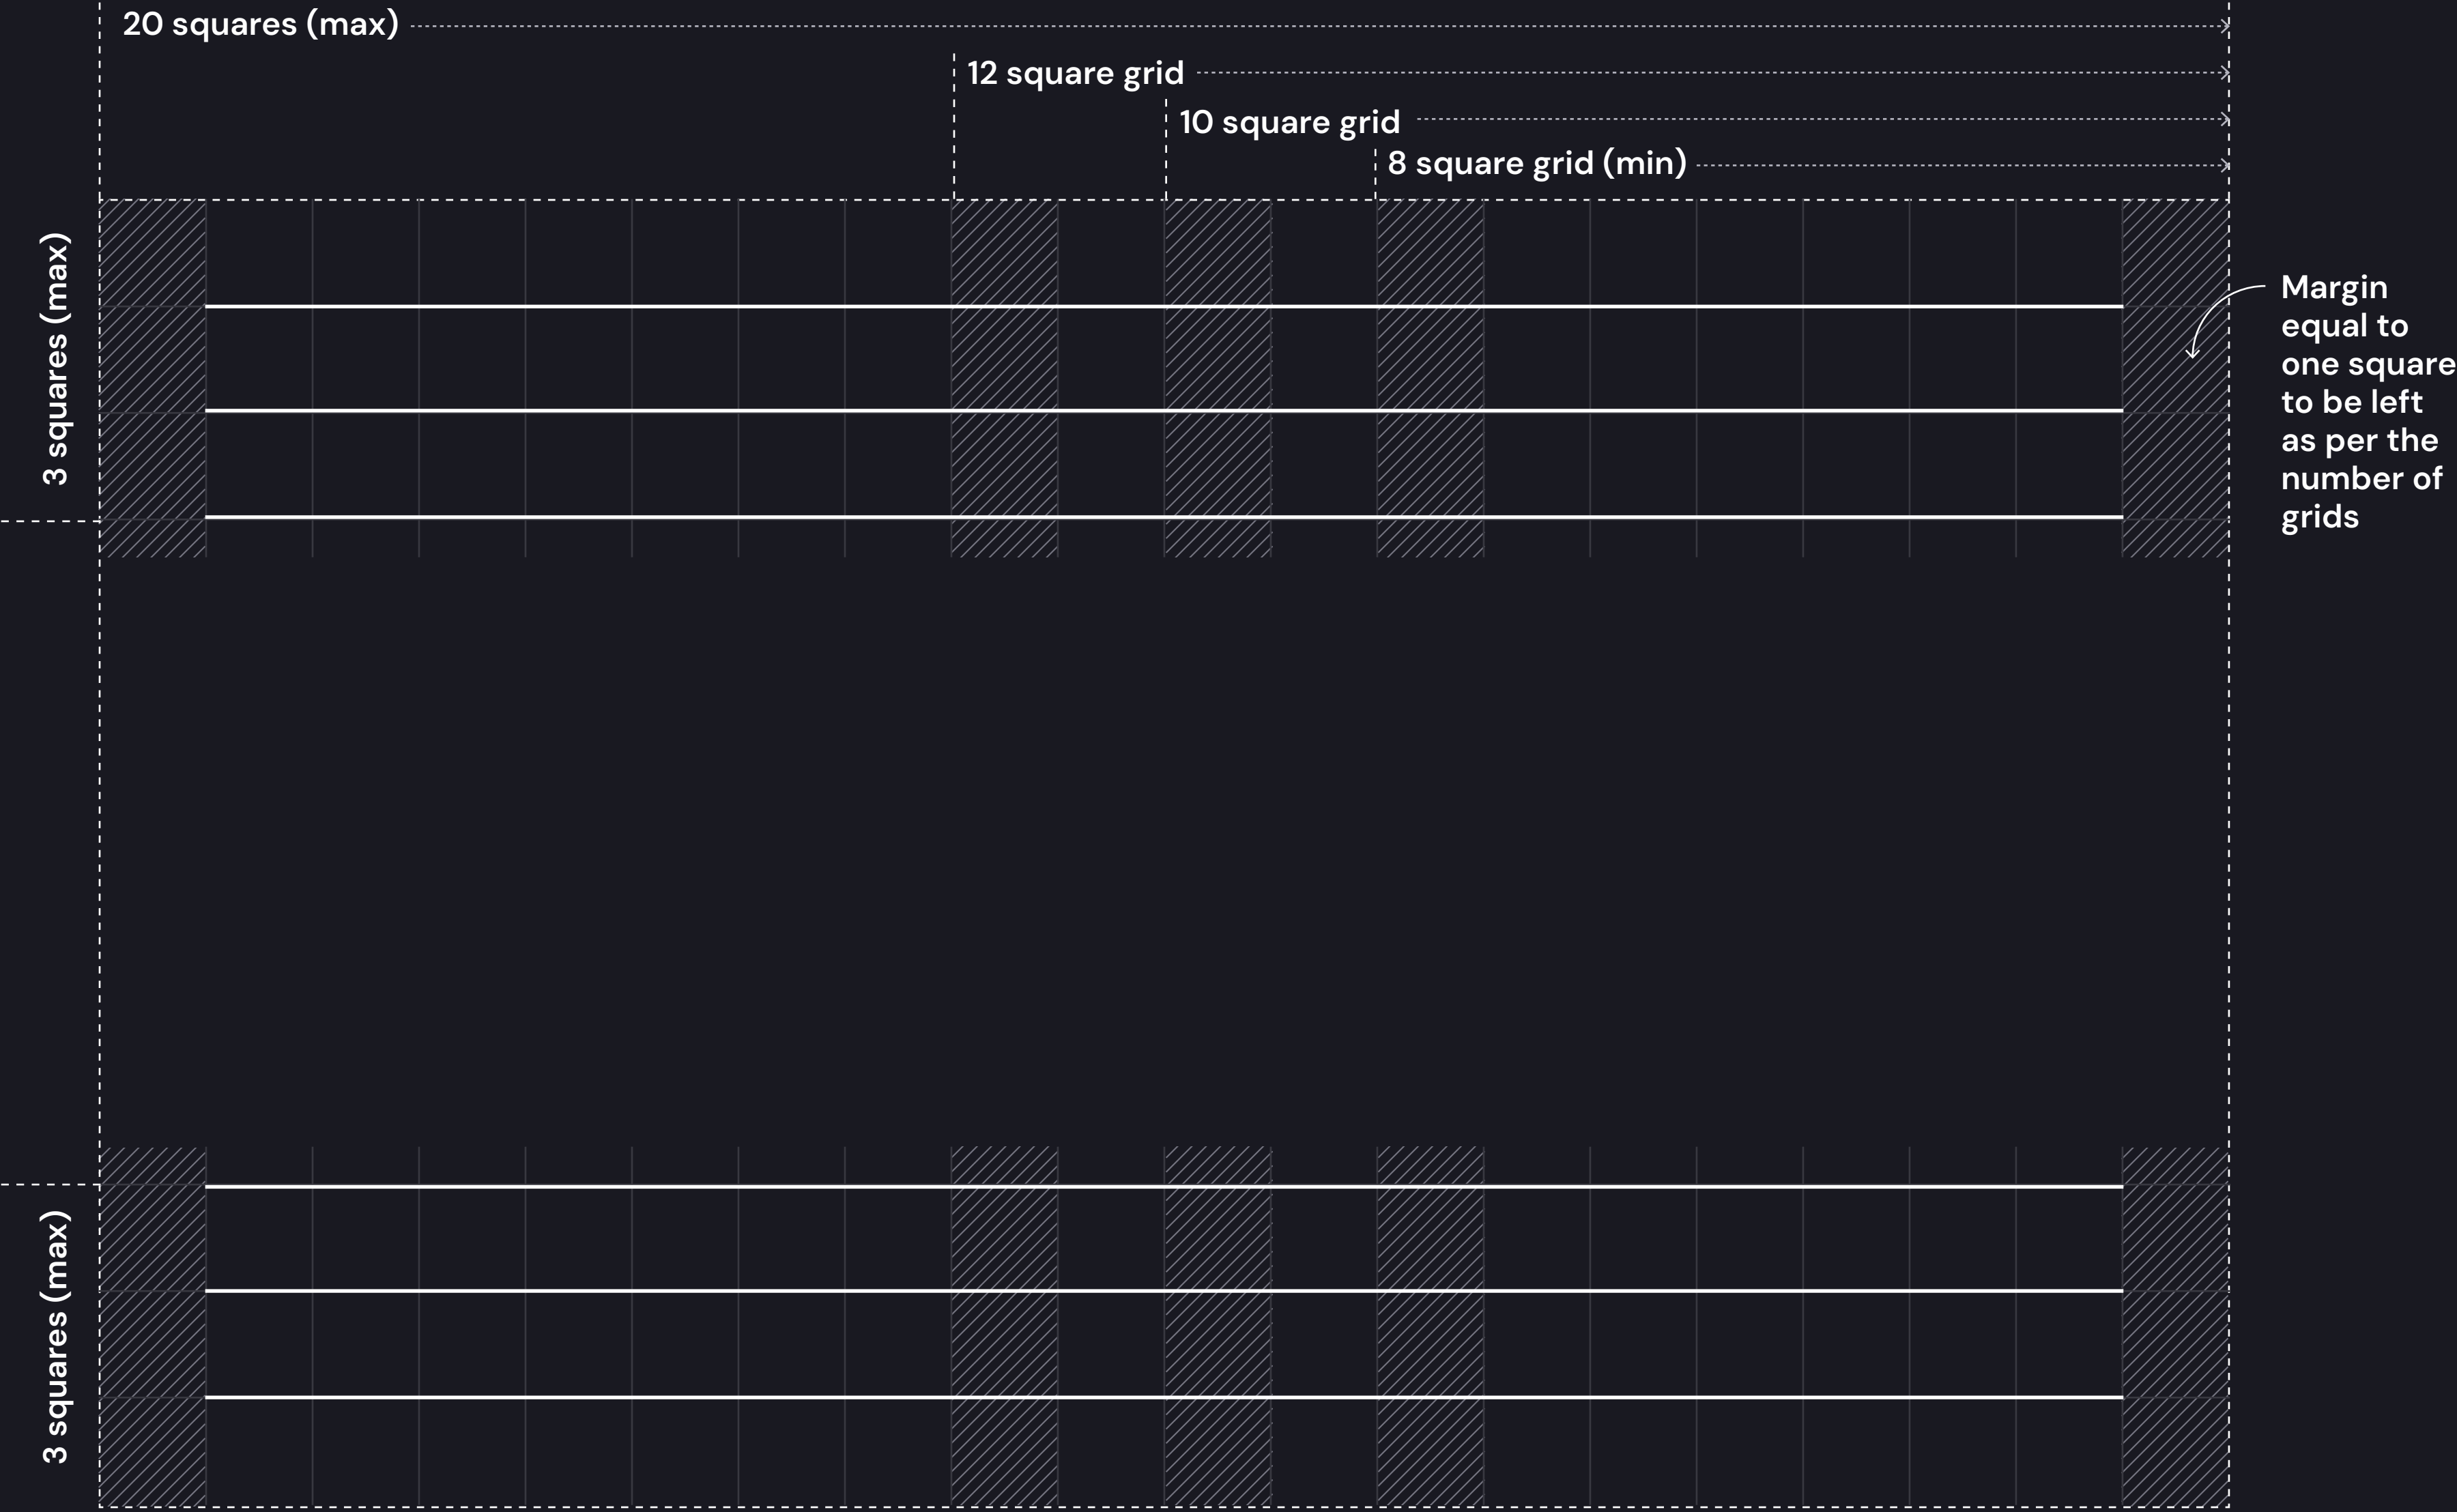 20 squares (max)
12 square grid
10 square grid
8 square grid (min)
3 squares (max)
Margin
equal to
one square
to be left
as per the
number of
grids
3 squares (max)